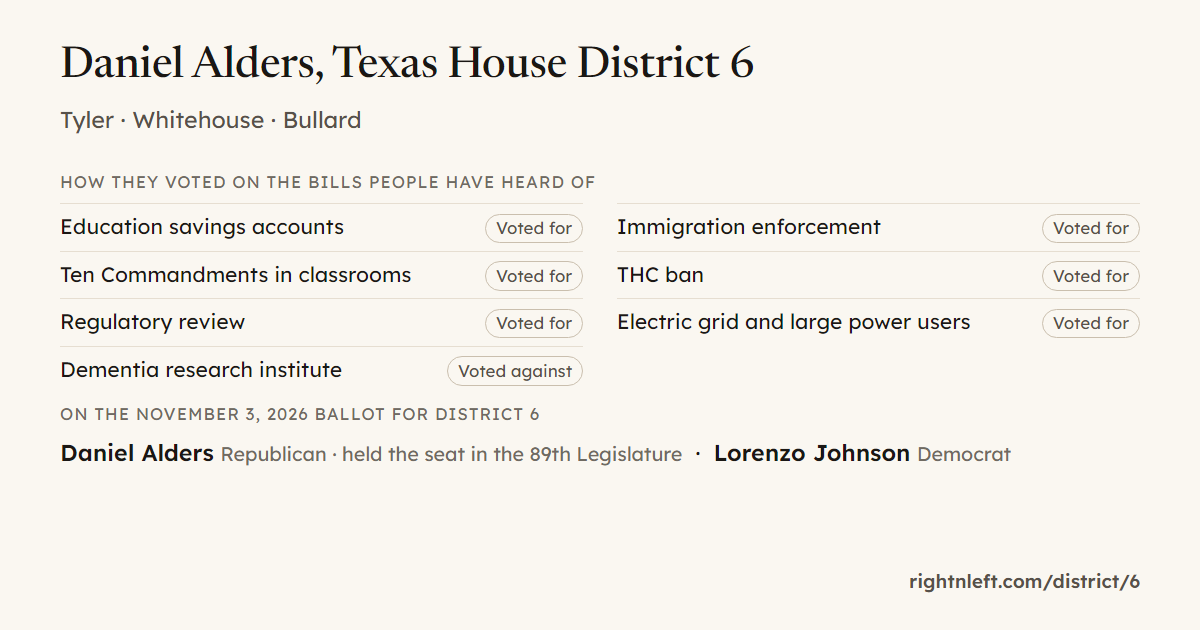 Daniel Alders, Texas House District 6
Tyler · Whitehouse · Bullard
HOW THEY VOTED ON THE BILLS PEOPLE HAVE HEARD OF
Education savings accounts Voted for
Immigration enforcement Voted for
Ten Commandments in classrooms Voted for
THC ban Voted for
Regulatory review Voted for
Electric grid and large power users Voted for
Dementia research institute Voted against
ON THE NOVEMBER 3, 2026 BALLOT FOR DISTRICT 6
Daniel Alders Republican · held the seat in the 89th Legislature · Lorenzo Johnson Democrat
rightnleft.com/district/6